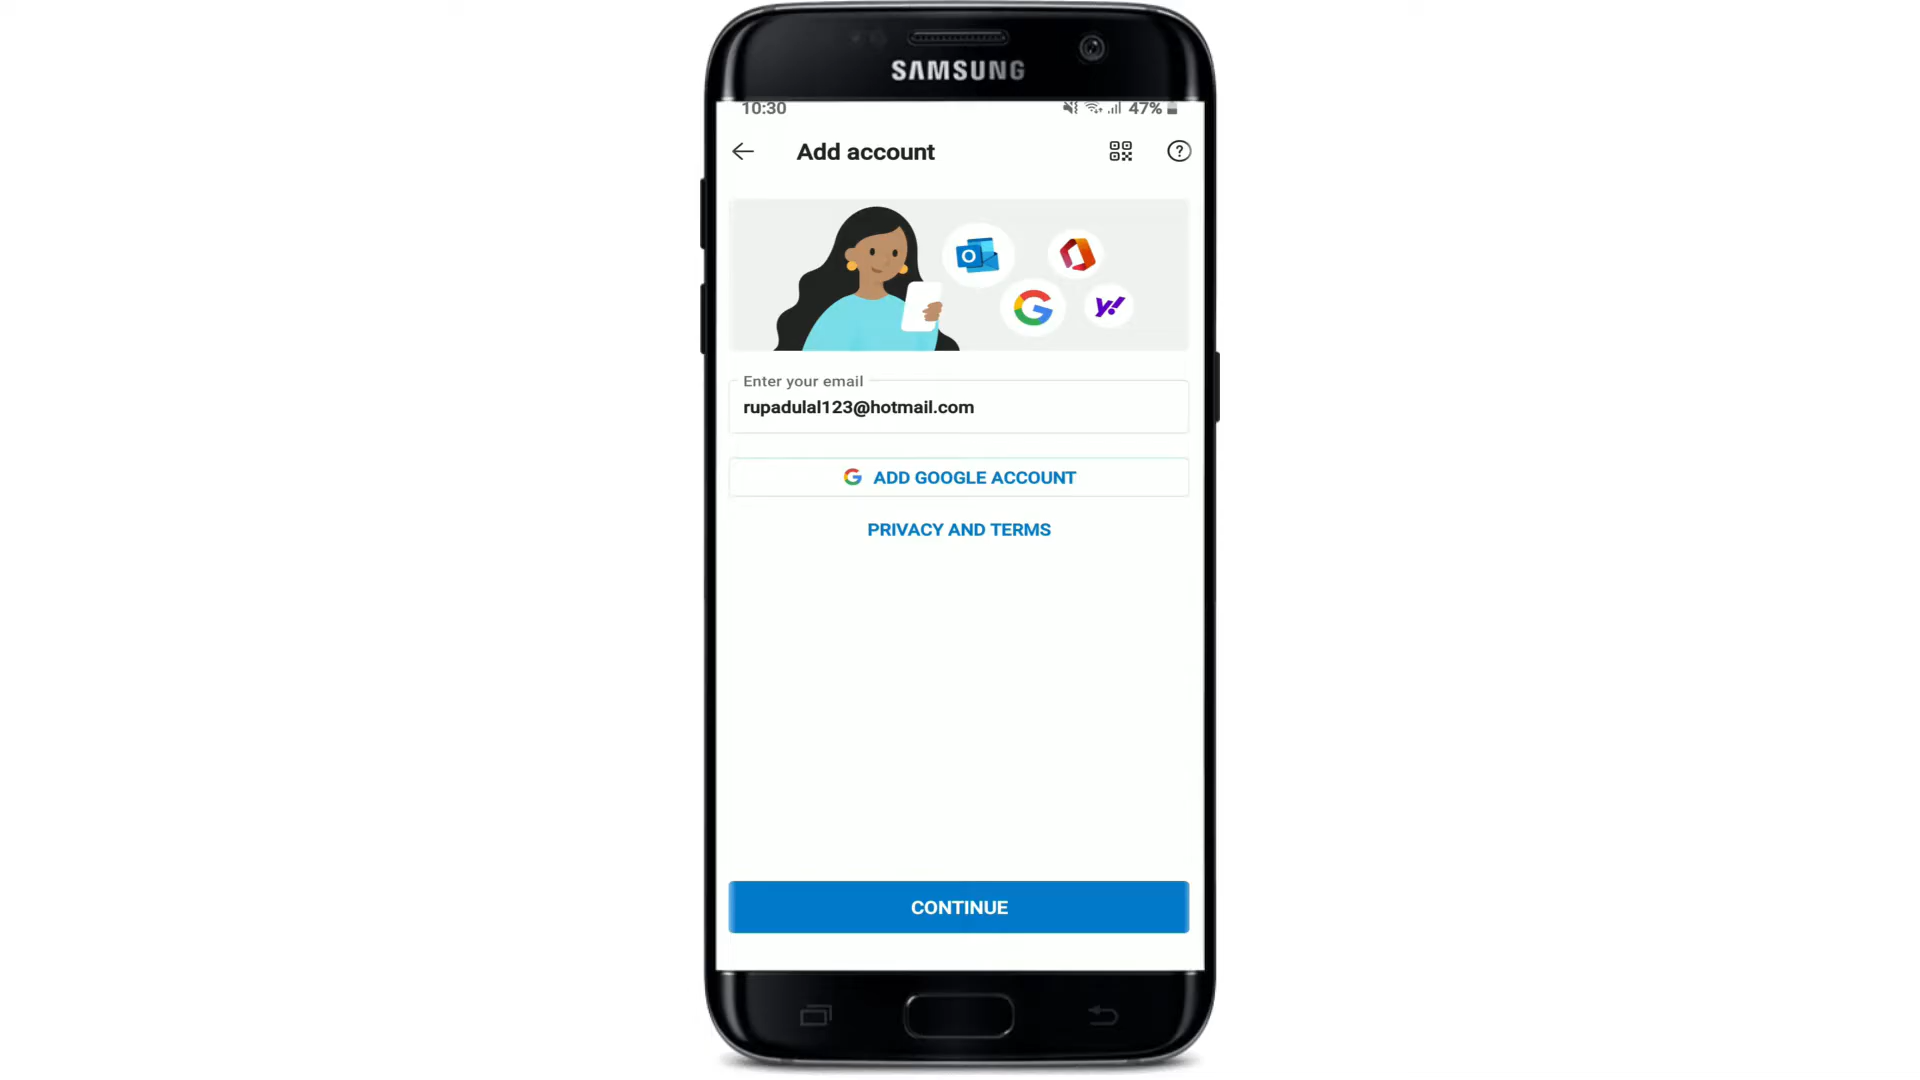 SAMSUNG
10:30
47%
Add account
Enter your email
rupadulal123@hotmail.com
ADD GOOGLE ACCOUNT
PRIVACY AND TERMS
CONTINUE